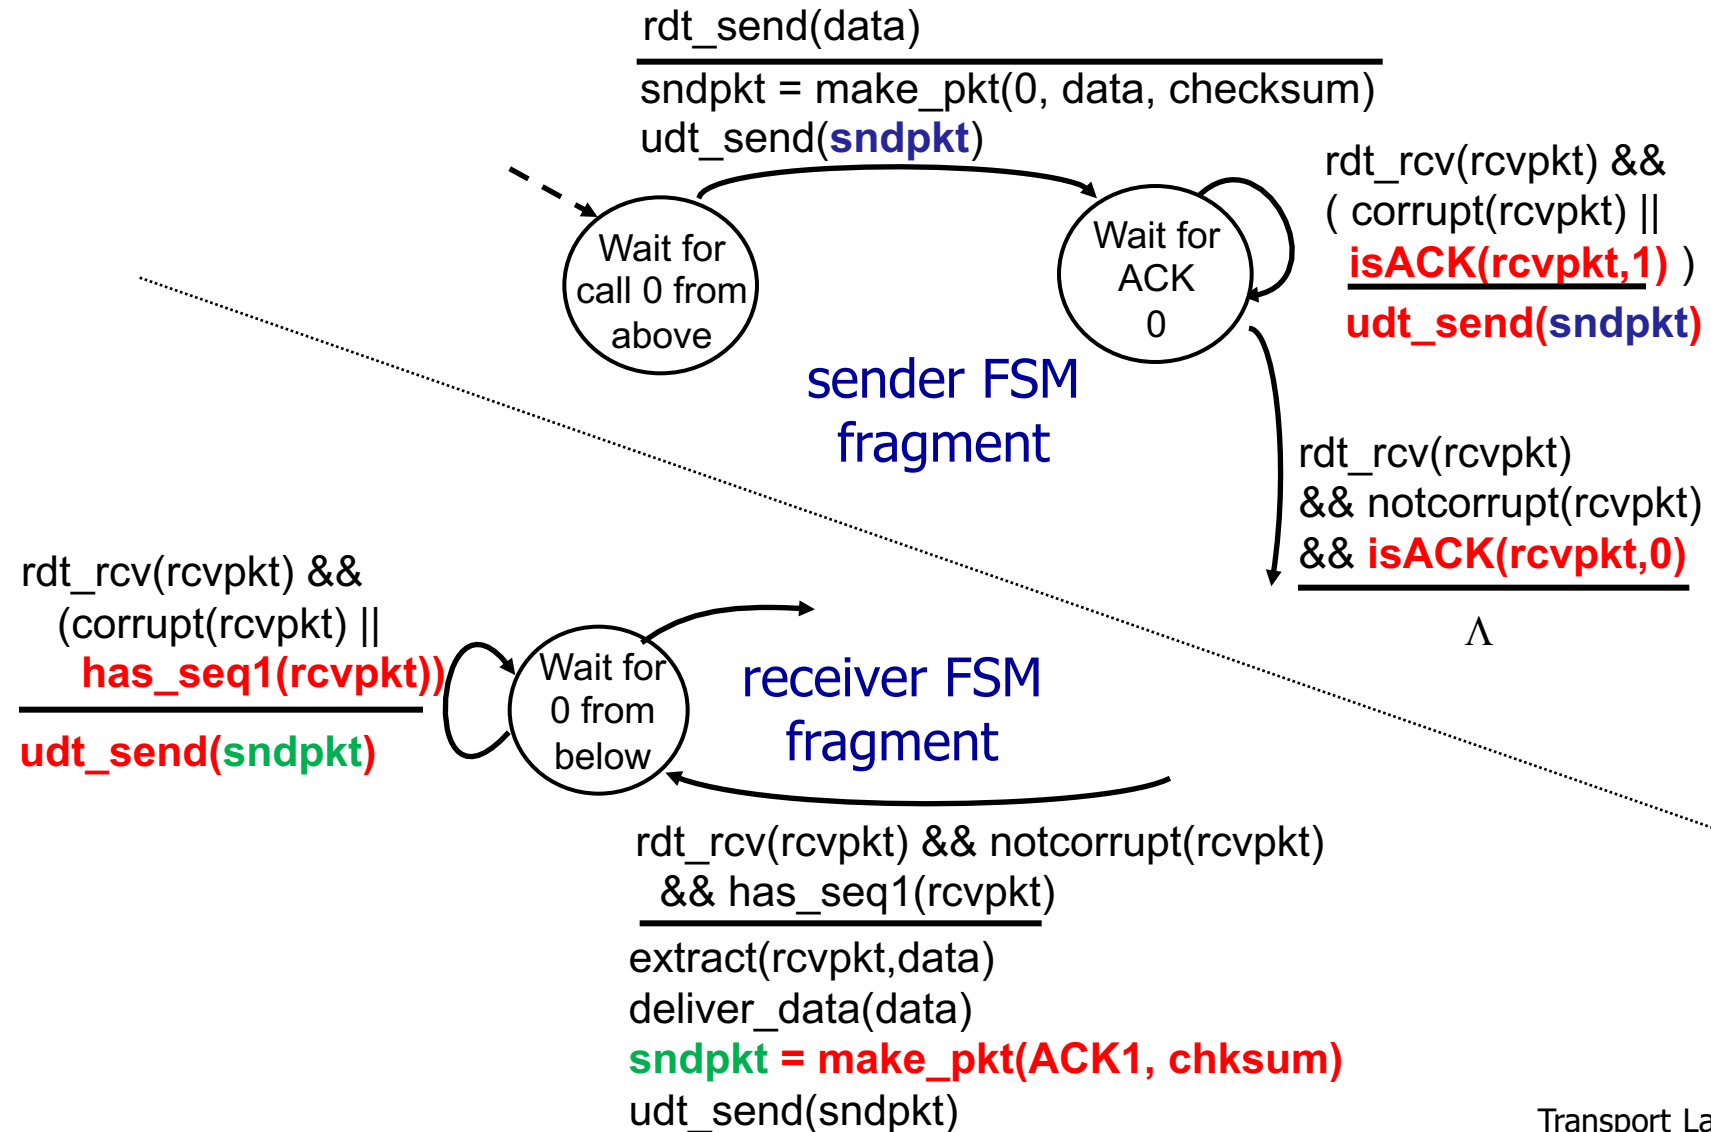 rdt_send(data)
sndpkt = make_pkt(0, data, checksum)
udt_send(sndpkt)
Wait for
call 0 from
above
Wait for
ACK
0
rdt_rcv(rcvpkt) &&
( corrupt(rcvpkt) ||
isACK(rcvpkt,1) )
udt_send(sndpkt)
sender FSM
fragment
rdt_rcv(rcvpkt)
&& notcorrupt(rcvpkt)
&& isACK(rcvpkt,0)
Λ
rdt_rcv(rcvpkt) &&
(corrupt(rcvpkt) ||
has_seq1(rcvpkt))
udt_send(sndpkt)
Wait for
0 from
below
receiver FSM
fragment
rdt_rcv(rcvpkt) && notcorrupt(rcvpkt)
&& has_seq1(rcvpkt)
extract(rcvpkt,data)
deliver_data(data)
sndpkt = make_pkt(ACK1, chksum)
udt_send(sndpkt)
Transport La